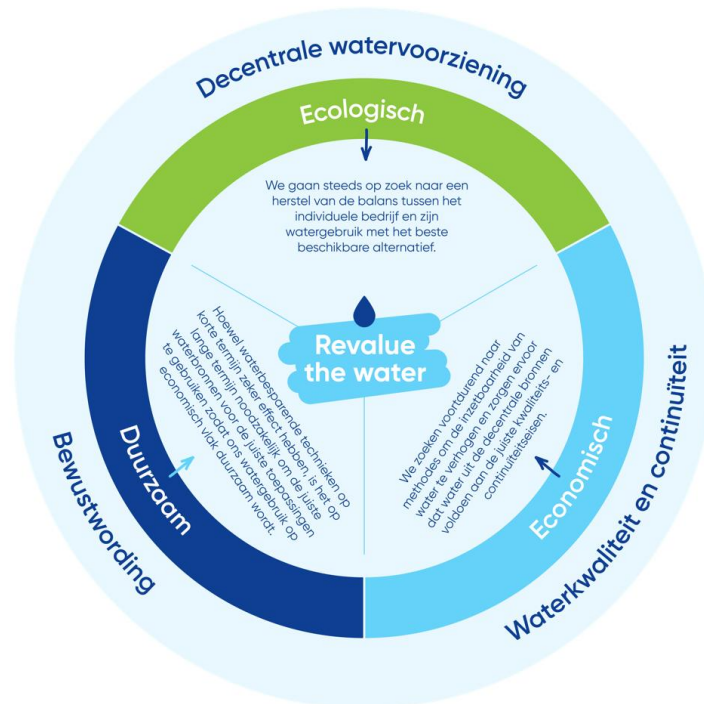 Decentrale watervoorziening
Ecologisch
We gaan steeds op zoek naar een
herstel van de balans tussen het
individuele bedrijf en zijn
watergebruik met het beste
beschikbare alternatief.
Revalue
the water
Hoewel waterbesparende technieken op
korte termijn zeker effect hebben, is het op
lange termijn noodzakelijk om de juiste
waterbronnen voor de juiste toepassingen
te gebruiken zodat ons watergebruik op
economisch vlak duurzaam wordt.
Duurzaam
Bewustwording
We zoeken voortdurend naar
methodes om de inzetbaarheid van
water te verhogen en zorgen ervoor
dat water uit de decentrale bronnen
voldoen aan de juiste kwaliteits- en
continuïteitseisen.
Economisch
Waterkwaliteit en continuïteit